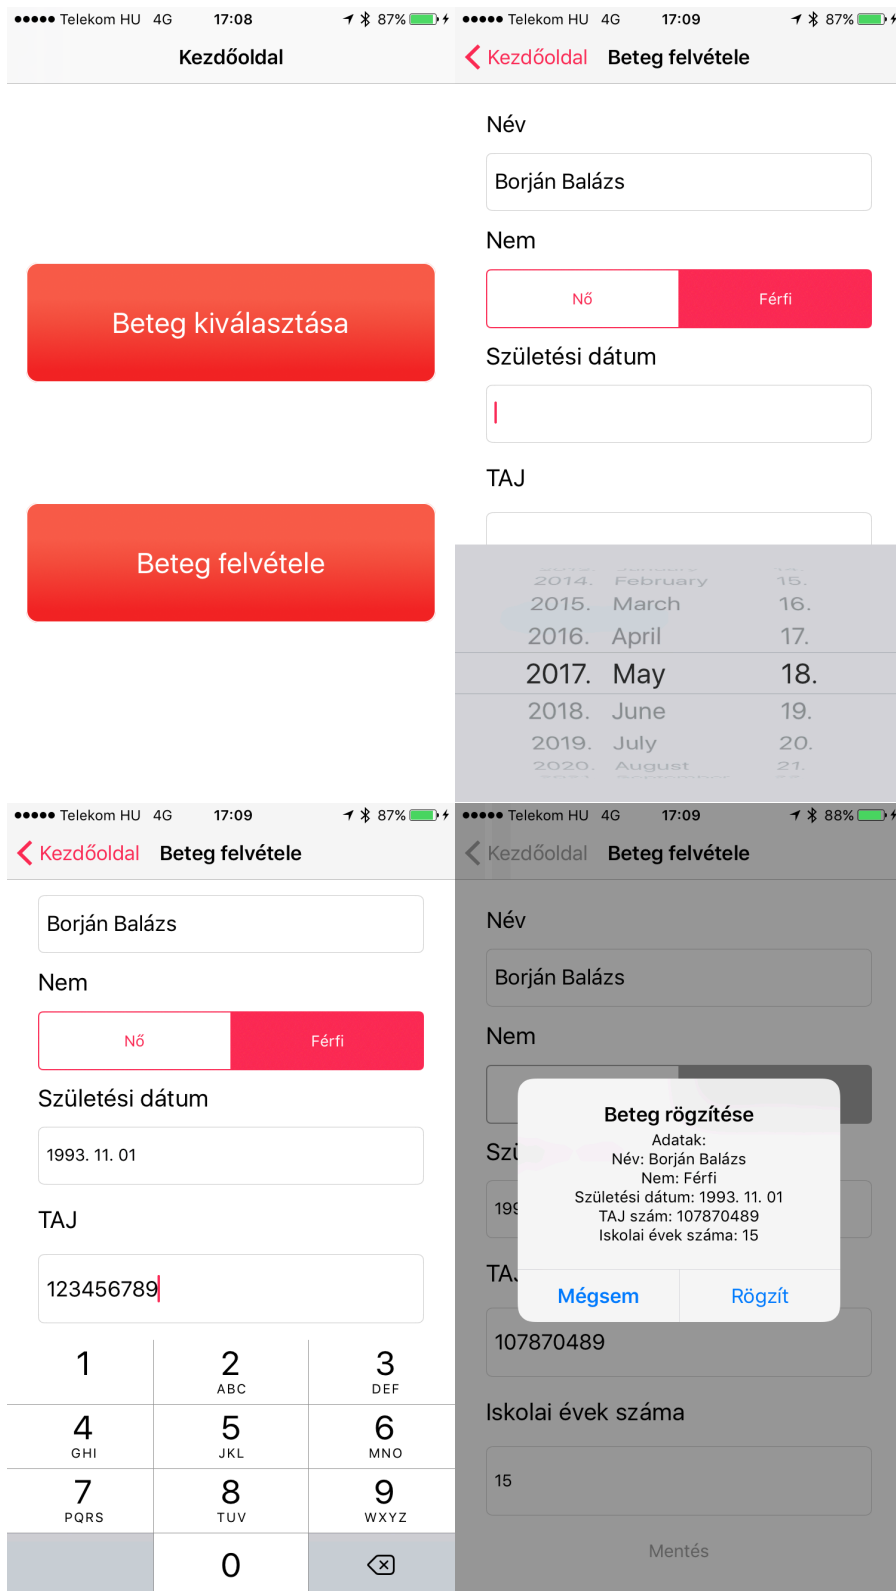 Telekom HU 4G 17:08 87%
Kezdőoldal
Beteg kiválasztása
Beteg felvétele
Telekom HU 4G 17:09 87%
Kezdőoldal Beteg felvétele
Név
Borján Balázs
Nem
Nő Férfi
Születési dátum
TAJ
2014. February 15.
2015. March 16.
2016. April 17.
2017. May 18.
2018. June 19.
2019. July 20.
2020. August 21.
Telekom HU 4G 17:09 87%
Kezdőoldal Beteg felvétele
Borján Balázs
Nem
Nő Férfi
Születési dátum
1993. 11. 01
TAJ
123456789
1 2 3
ABC DEF
4 5 6
GHI JKL MNO
7 8 9
PQRS TUV WXYZ
0
Telekom HU 4G 17:09 88%
Kezdőoldal Beteg felvétele
Név
Borján Balázs
Nem
Beteg rögzítése
Adatak:
Név: Borján Balázs
Nem: Férfi
Születési dátum: 1993. 11. 01
TAJ szám: 107870489
Iskolai évek száma: 15
Mégsem Rögzít
Szü
199
TAJ
107870489
Iskolai évek száma
15
Mentés